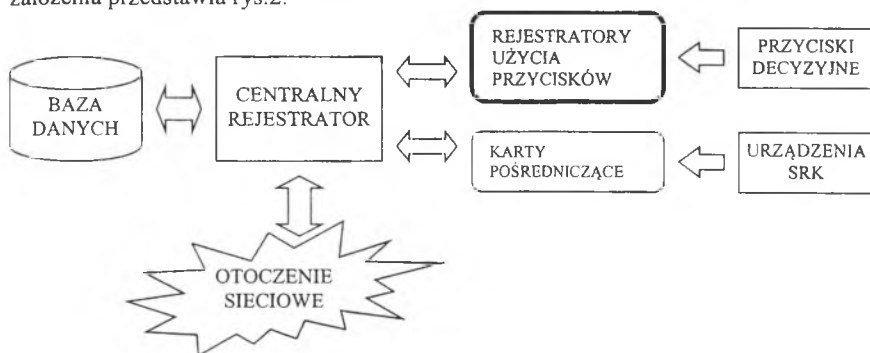 założenia przedstawia rys.2.
REJESTRATORY
UŻYCIA
PRZYCISKÓW
PRZYCISKI
DECYZYJNE
BAZA
DANYCH
CENTRALNY
REJESTRATOR
KARTY
POŚREDNICZĄCE
URZĄDZENIA
SRK
OTOCZENIE
SIECIOWE